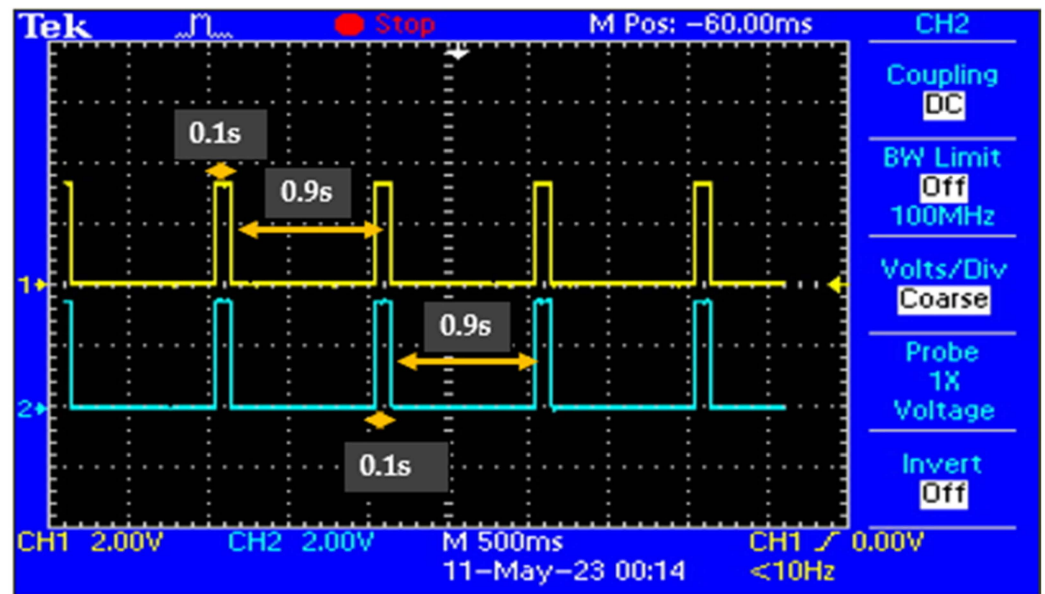 Tek Stop M Pos: −60.00ms CH2
Coupling
DC
BW Limit
Off
100MHz
Volts/Div
Coarse
Probe
1X
Voltage
Invert
Off
0.1s
0.9s
1
0.9s
2
0.1s
CH1 2.00V CH2 2.00V M 500ms CH1 0.00V
11−May−23 00:14 <10Hz